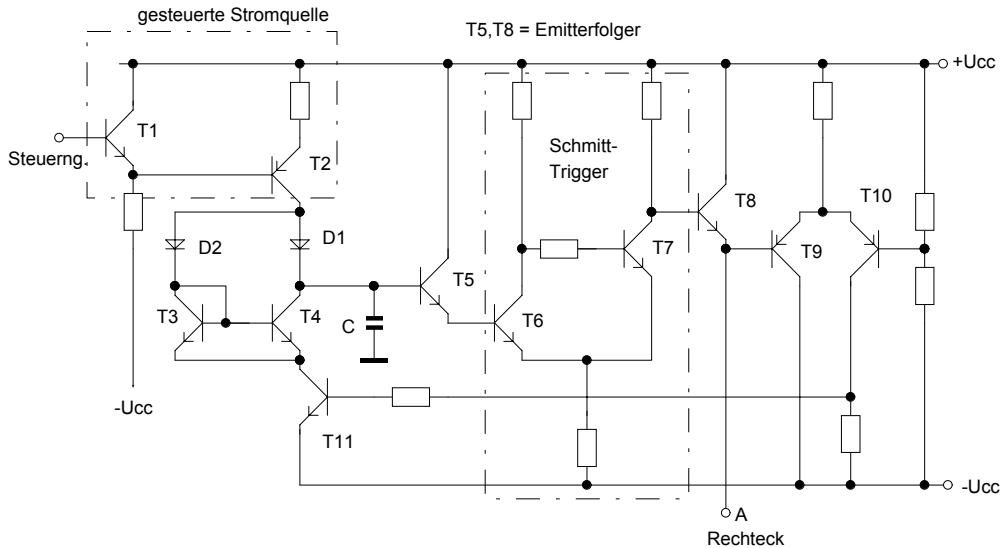 gesteuerte Stromquelle
T5,T8 = Emitterfolger
+Ucc
T1
Steuerng.
T2
Schmitt-
Trigger
T8
T10
D2
D1
T5
T7
T9
T3
T4
C
T6
-Ucc
T11
-Ucc
A
Rechteck